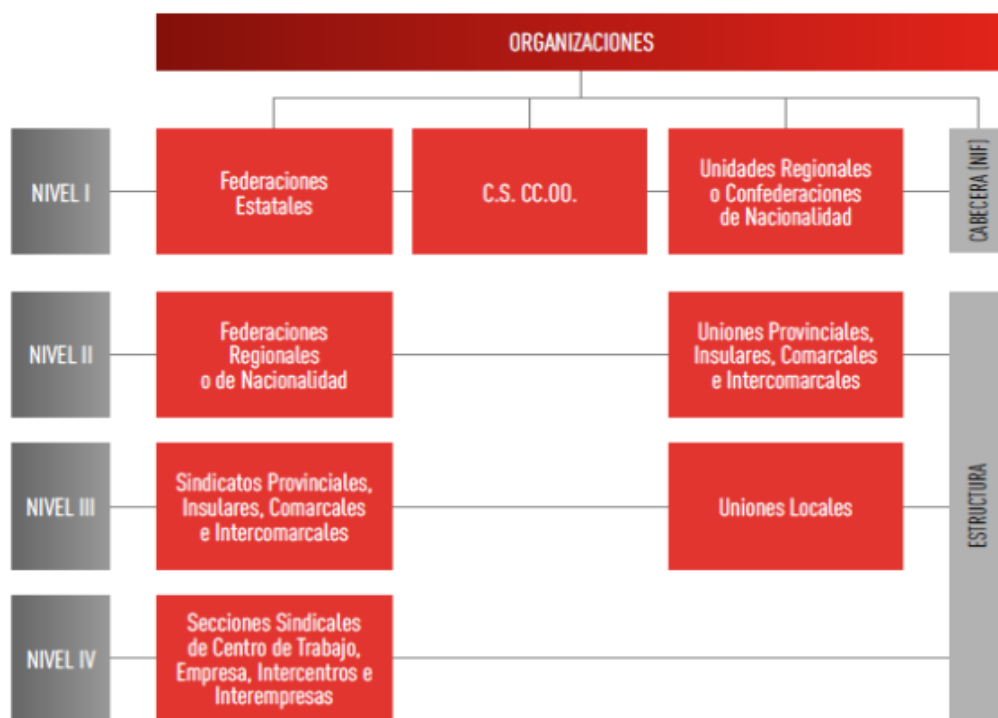 ORGANIZACIONES
NIVEL I
Federaciones
Estatales
C.S. CC.OO.
Unidades Regionales
o Confederaciones
de Nacionalidad
CABECERA (NIF)
NIVEL II
Federaciones
Regionales
o de Nacionalidad
Uniones Provinciales,
Insulares, Comarcales
e Intercomarcales
NIVEL III
Sindicatos Provinciales,
Insulares, Comarcales
e Intercomarcales
Uniones Locales
ESTRUCTURA
NIVEL IV
Secciones Sindicales
de Centro de Trabajo,
Empresa, Intercentros e
Interempresas